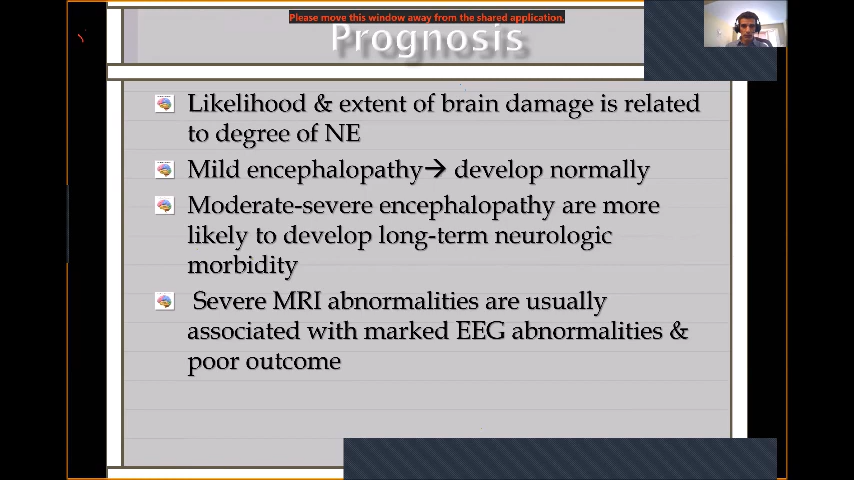 Please move this window away from the shared application.
Prognosis
Likelihood & extent of brain damage is related
to degree of NE
Mild encephalopathy→ develop normally
Moderate-severe encephalopathy are more
likely to develop long-term neurologic
morbidity
Severe MRI abnormalities are usually
associated with marked EEG abnormalities &
poor outcome